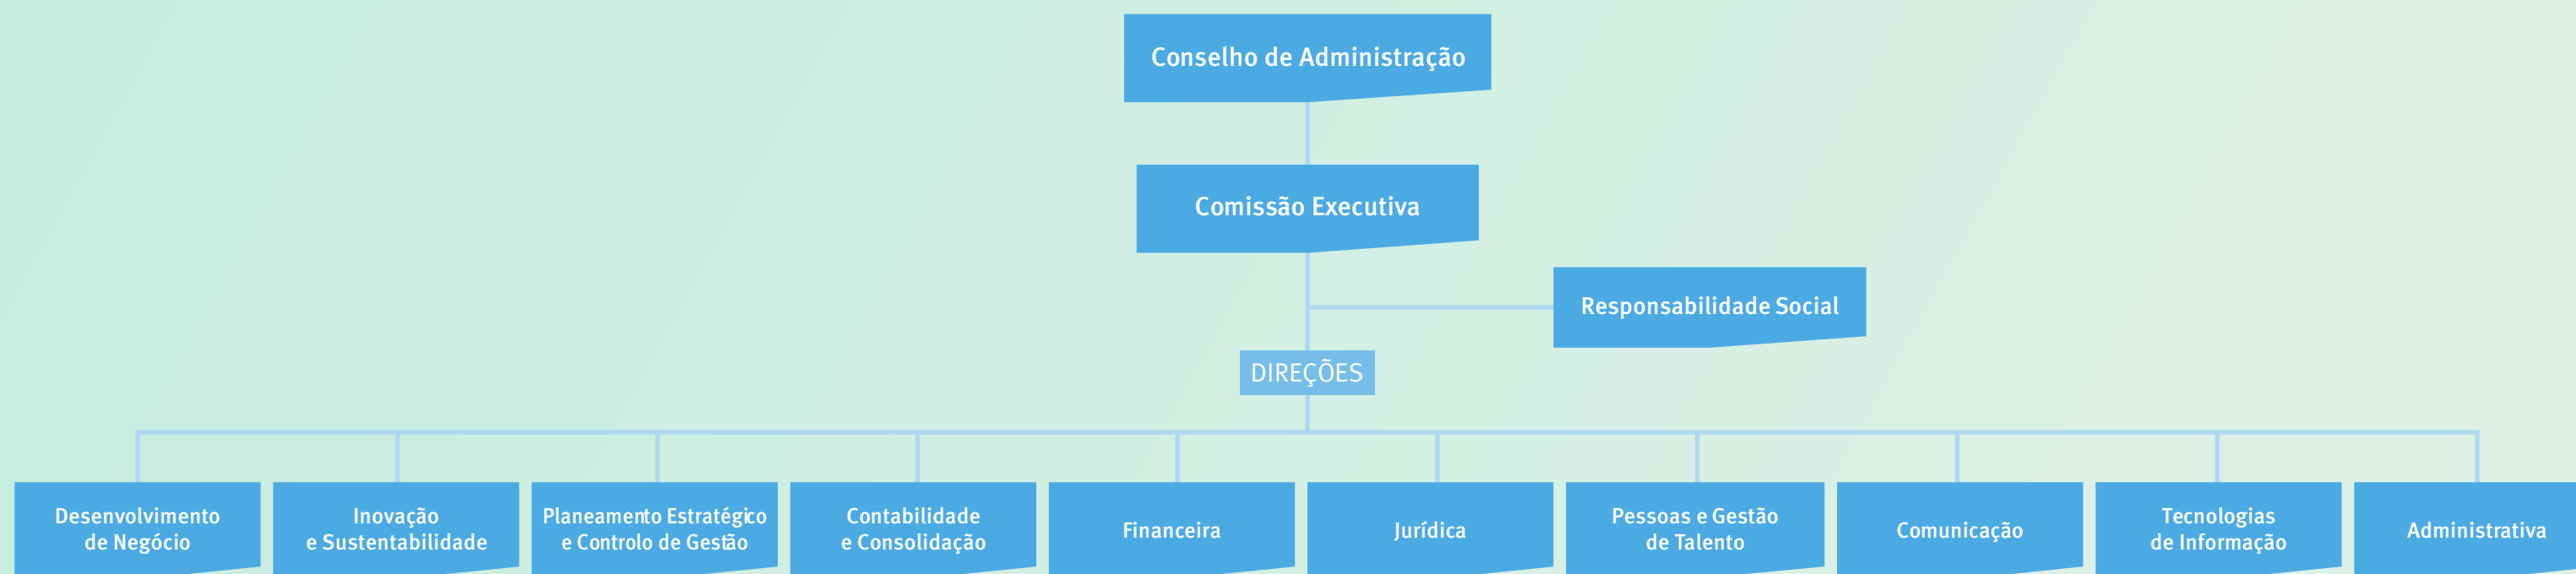 Conselho de Administração
Comissão Executiva
Responsabilidade Social
DIREÇÕES
Desenvolvimento
de Negócio
Inovação
e Sustentabilidade
Planeamento Estratégico
e Controlo de Gestão
Contabilidade
e Consolidação
Financeira
Jurídica
Pessoas e Gestão
de Talento
Comunicação
Tecnologias
de Informação
Administrativa